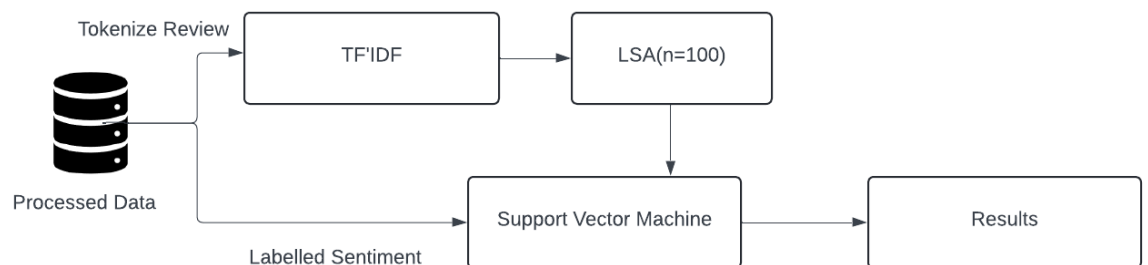 Tokenize Review
TF'IDF
LSA(n=100)
Processed Data
Support Vector Machine
Results
Labelled Sentiment